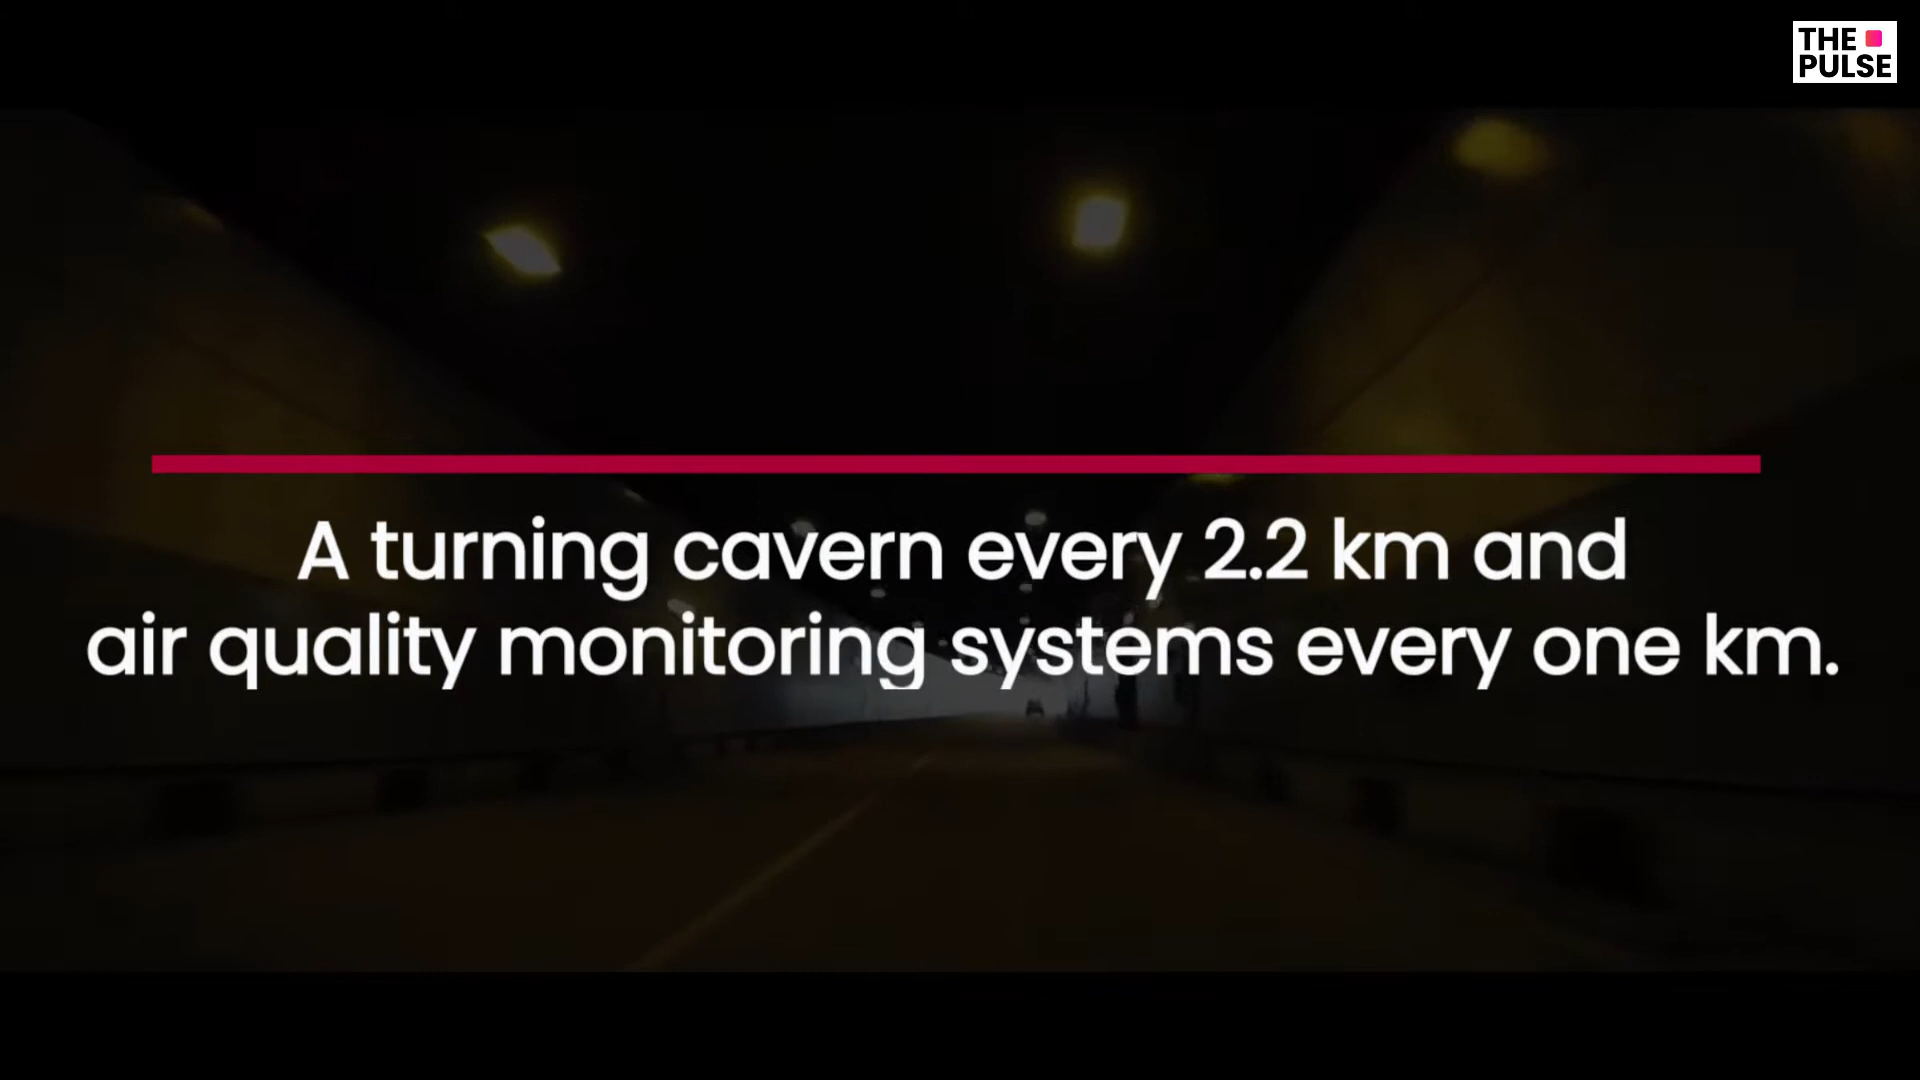 THE
PULSE
A turning cavern every 2.2 km and
air quality monitoring systems every one km.